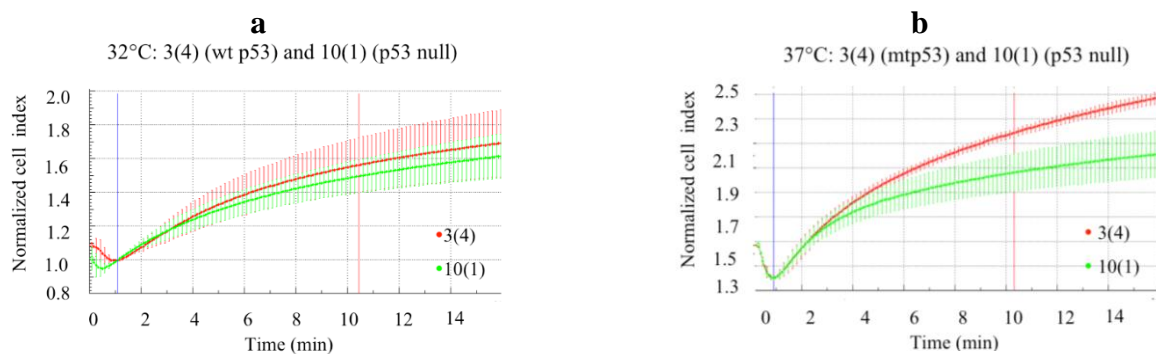 a
32°C: 3(4) (wt p53) and 10(1) (p53 null)
Normalized cell index
2.0
1.8
1.6
1.4
1.2
1.0
0.8
3(4)
10(1)
0 2 4 6 8 10 12 14
Time (min)
b
37°C: 3(4) (mtp53) and 10(1) (p53 null)
Normalized cell index
2.5
2.3
2.1
1.9
1.7
1.5
1.3
3(4)
10(1)
0 2 4 6 8 10 12 14
Time (min)